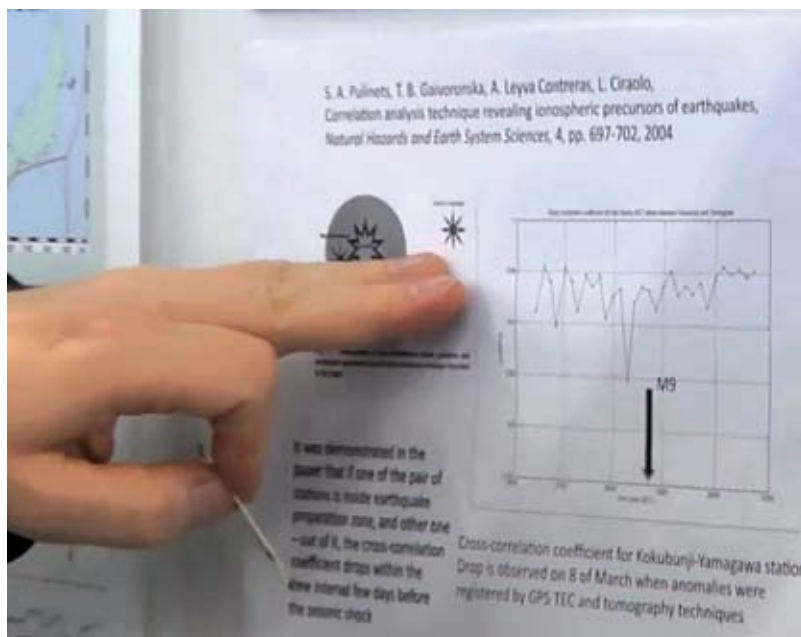 S. A. Pulinets, T. B. Gaivoronska, A. Leyva Contreras, L. Ciraolo,
Correlation analysis technique revealing ionospheric precursors of earthquakes,
Natural Hazards and Earth System Sciences, 4, pp. 697-702, 2004
M9
It was demonstrated in the
paper that if one of the pair of
stations is inside earthquake
preparation zone, and other one
–out of it, the cross-correlation
coefficient drops within the
time interval few days before
the seismic shock
Cross-correlation coefficient for Kokubunji-Yamagawa station
Drop is observed on 8 of March when anomalies were
registered by GPS TEC and tomography techniques